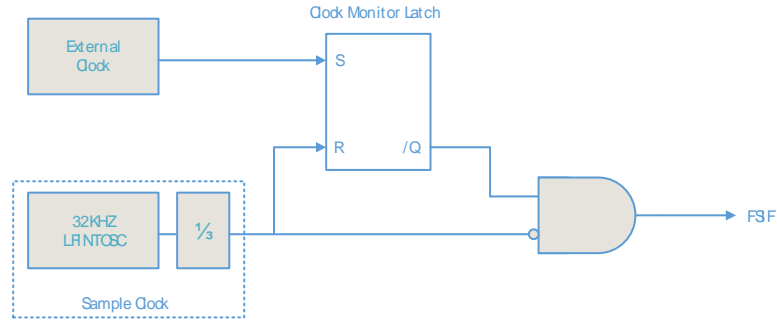 Clock Monitor Latch
External
Clock
S
R
/Q
32KHZ
LFINTOSC
⅓
Sample Clock
FSIF